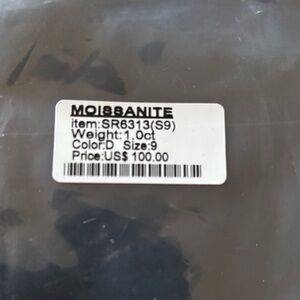 MOISSANITE
item:SR6313(S9)
Weight:1.0ct
Color:D Size:9
Price:US$ 100.00